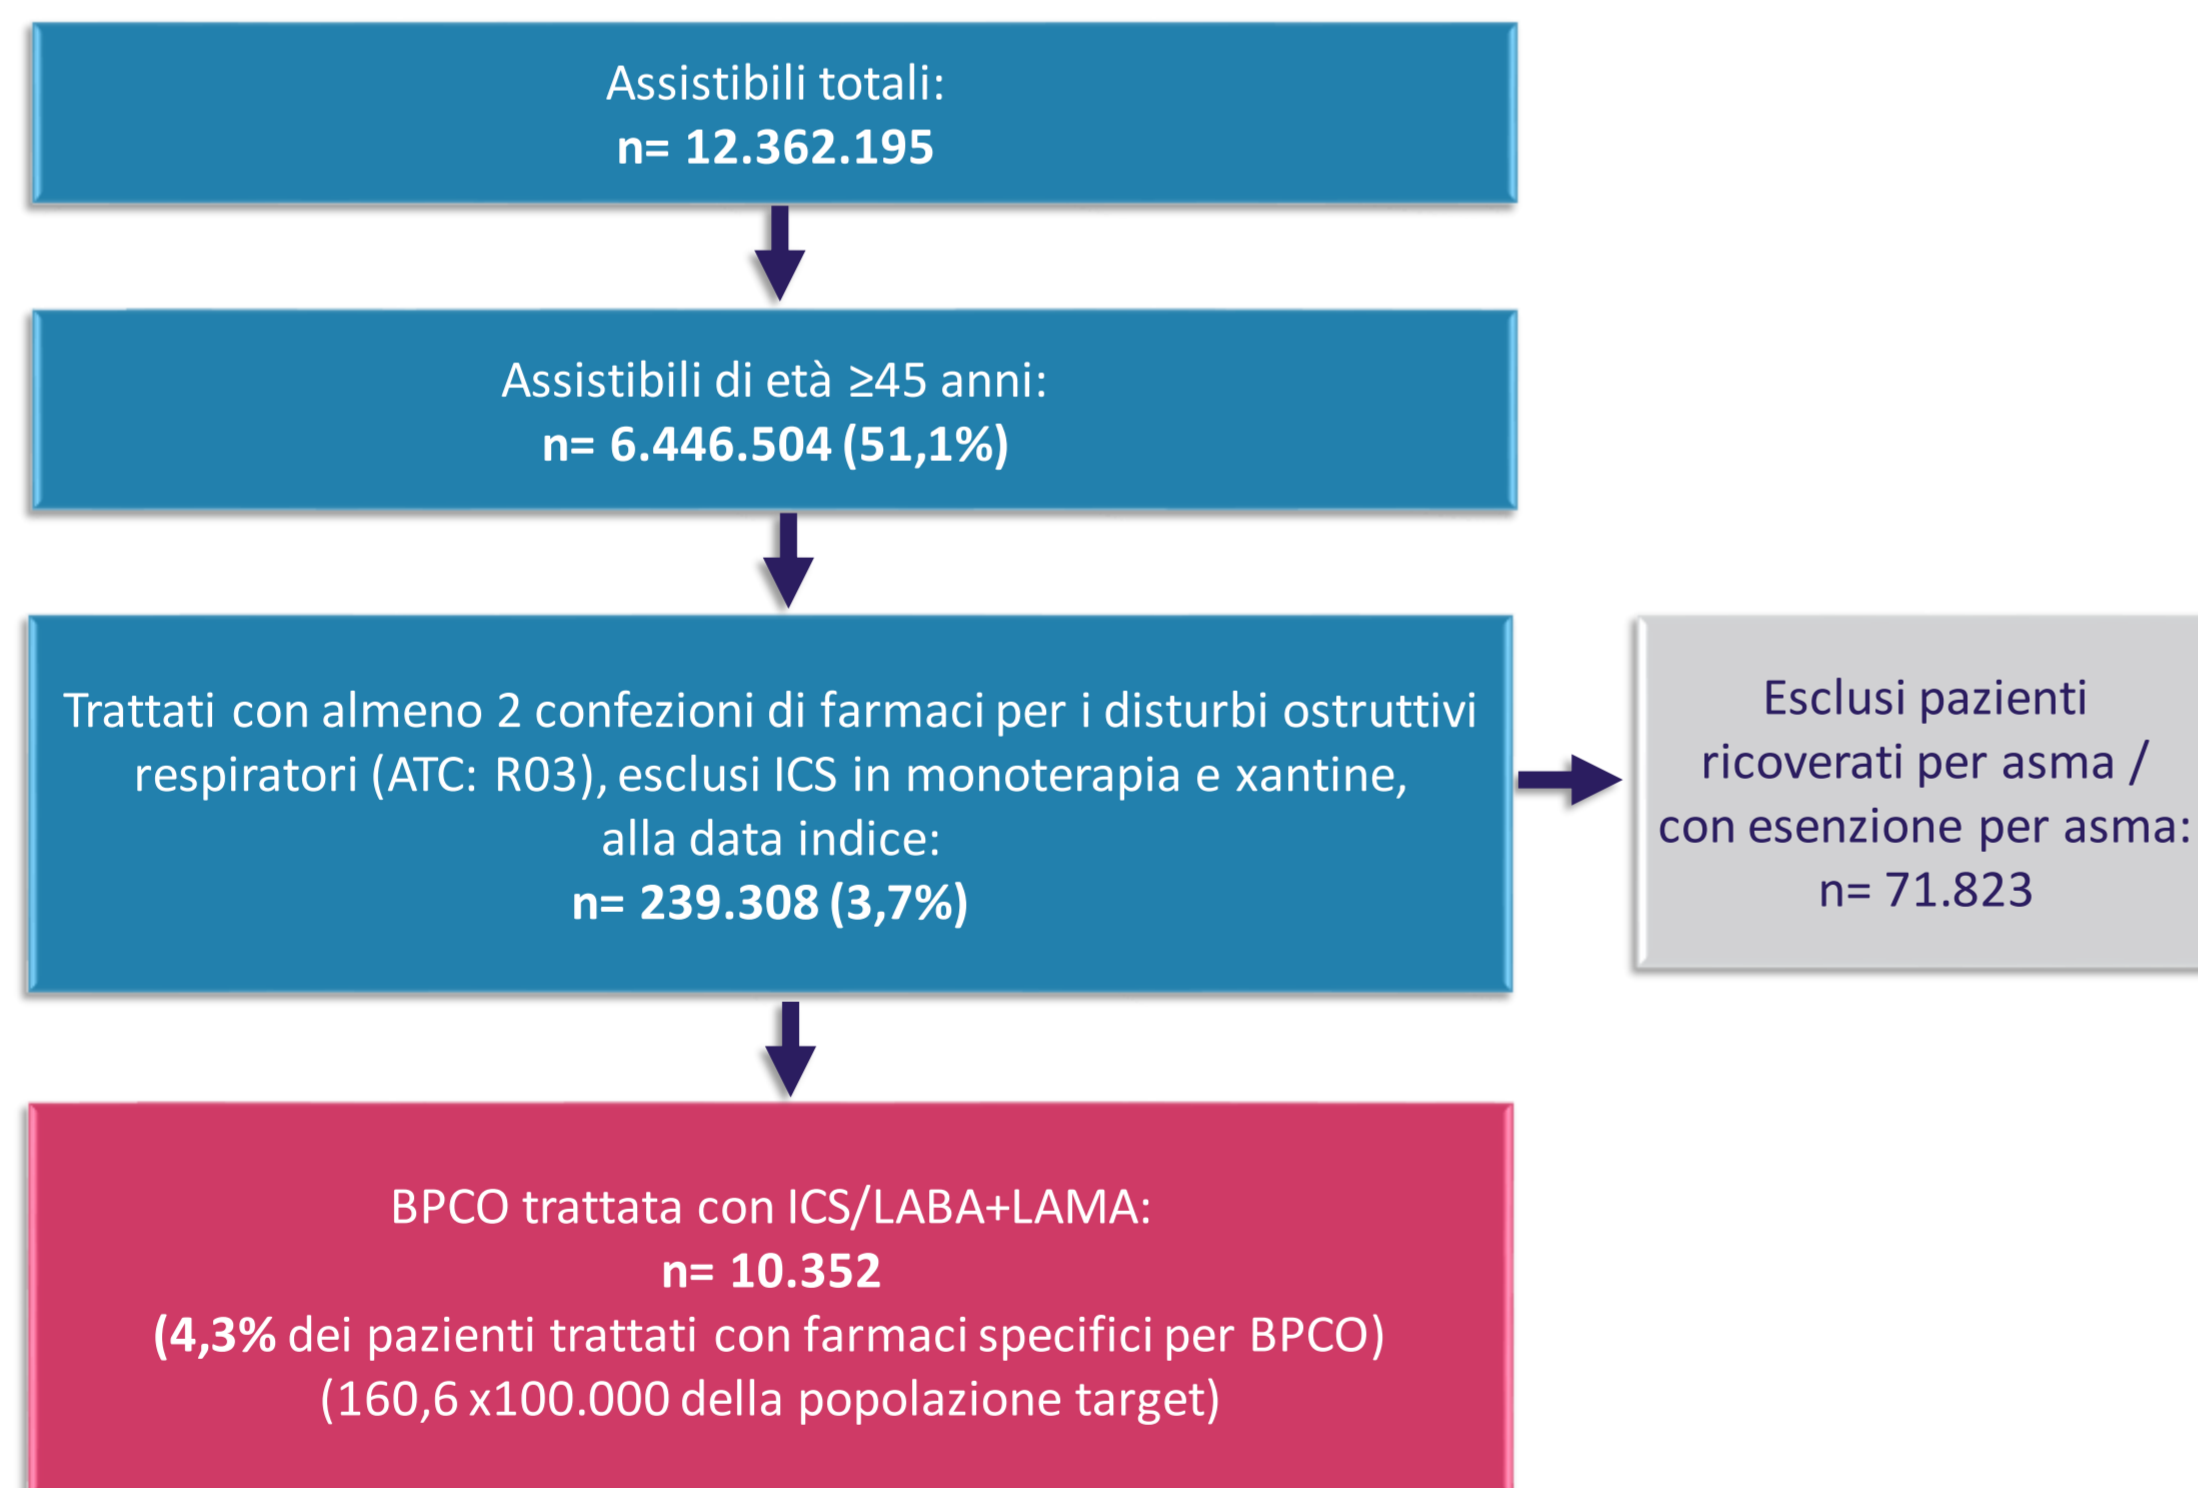 Assistibili totali:
n= 12.362.195
Assistibili di età ≥45 anni:
n= 6.446.504 (51,1%)
Trattati con almeno 2 confezioni di farmaci per i disturbi ostruttivi
respiratori (ATC: R03), esclusi ICS in monoterapia e xantine,
alla data indice:
n= 239.308 (3,7%)
Esclusi pazienti
ricoverati per asma /
con esenzione per asma:
n= 71.823
BPCO trattata con ICS/LABA+LAMA:
n= 10.352
(4,3% dei pazienti trattati con farmaci specifici per BPCO)
(160,6 x100.000 della popolazione target)